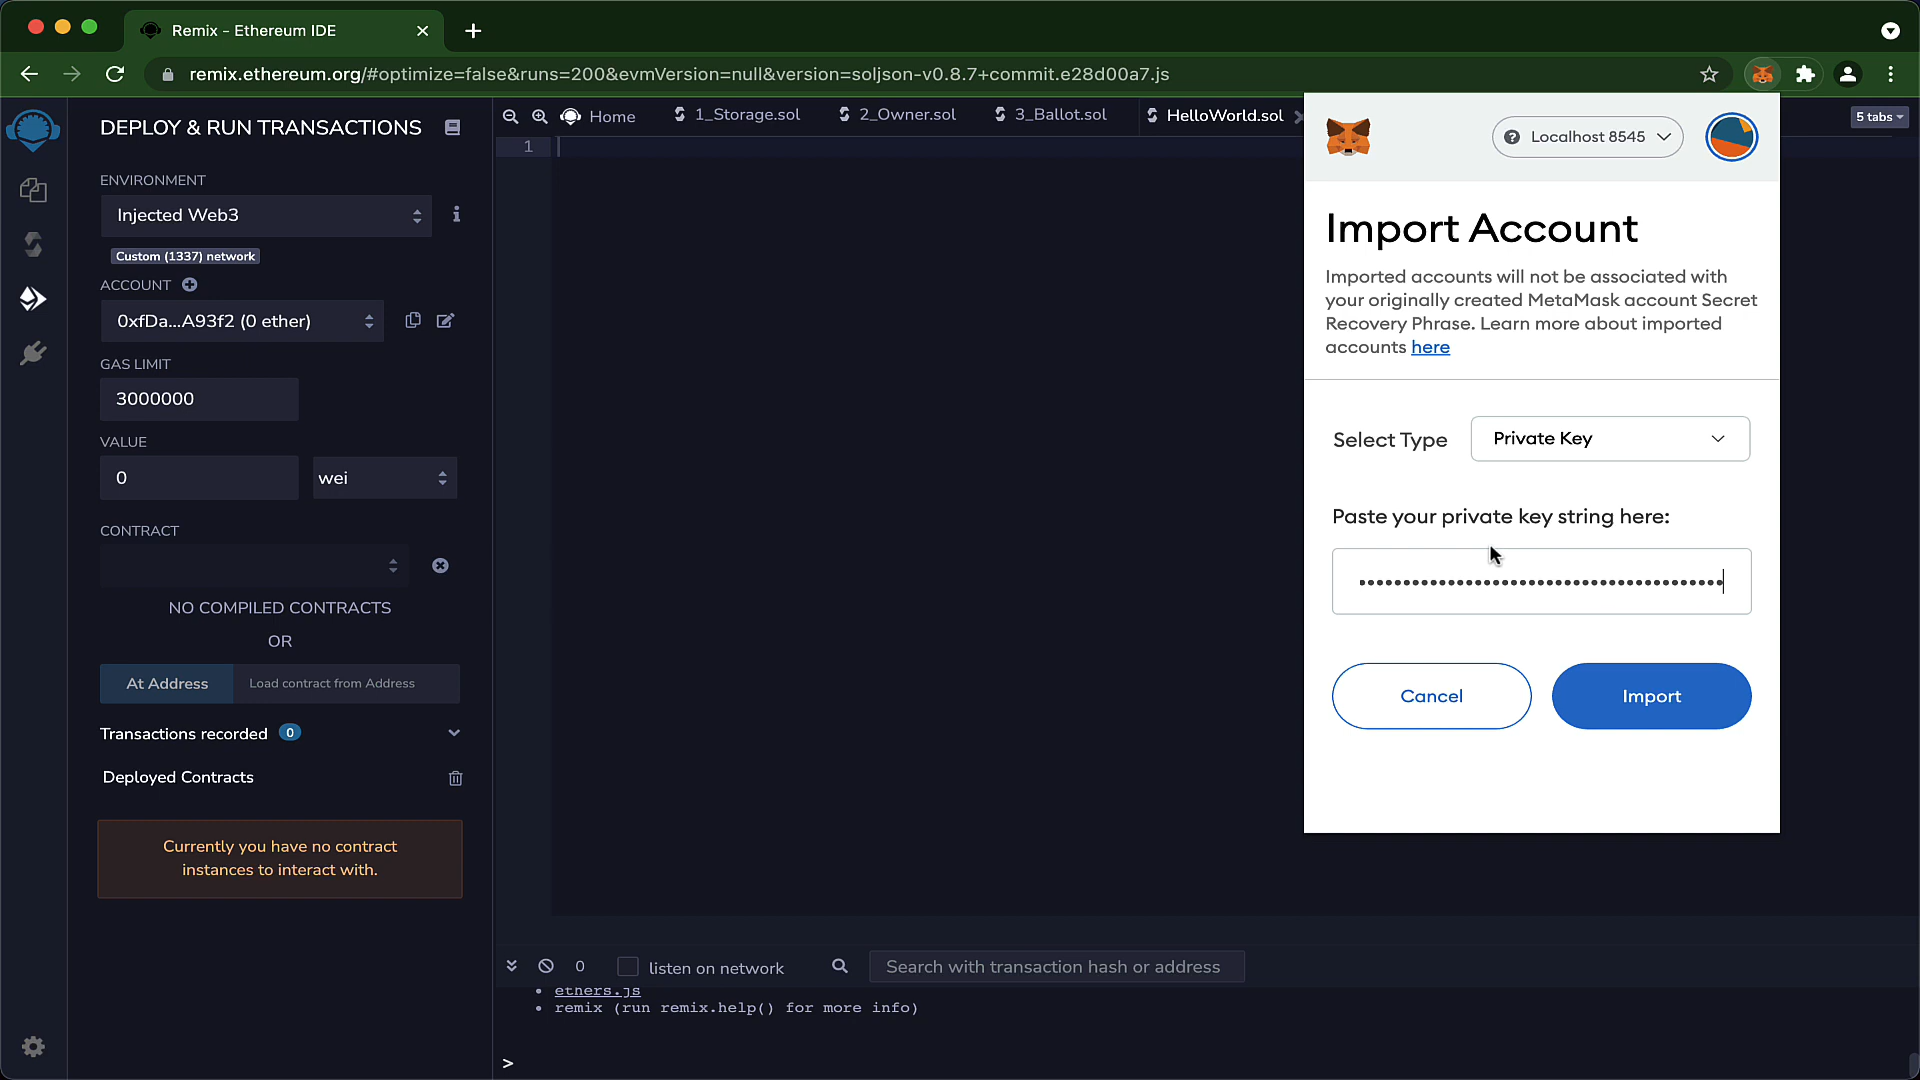 Remix - Ethereum IDE
remix.ethereum.org/#optimize=false&runs=200&evmVersion=null&version=soljson-v0.8.7+commit.e28d00a7.js
DEPLOY & RUN TRANSACTIONS
ENVIRONMENT
Injected Web3
Custom (1337) network
ACCOUNT
0xfDa...A93f2 (0 ether)
GAS LIMIT
3000000
VALUE
0
wei
CONTRACT
NO COMPILED CONTRACTS
OR
At Address
Load contract from Address
Transactions recorded 0
Deployed Contracts
Currently you have no contract
instances to interact with.
Home
1_Storage.sol
2_Owner.sol
3_Ballot.sol
HelloWorld.sol
5 tabs
1
Localhost 8545
Import Account
Imported accounts will not be associated with
your originally created MetaMask account Secret
Recovery Phrase. Learn more about imported
accounts here
Select Type
Private Key
Paste your private key string here:
Cancel
Import
0
listen on network
Search with transaction hash or address
• ethers.js
• remix (run remix.help() for more info)
>